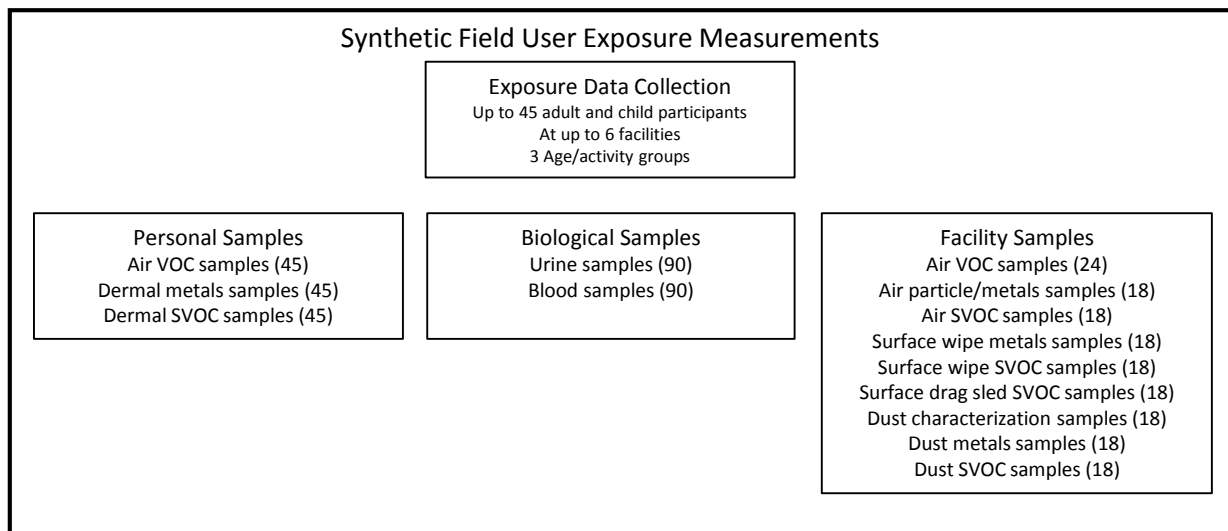 Synthetic Field User Exposure Measurements
Exposure Data Collection
Up to 45 adult and child participants
At up to 6 facilities
3 Age/activity groups
Personal Samples
Air VOC samples (45)
Dermal metals samples (45)
Dermal SVOC samples (45)
Biological Samples
Urine samples (90)
Blood samples (90)
Facility Samples
Air VOC samples (24)
Air particle/metals samples (18)
Air SVOC samples (18)
Surface wipe metals samples (18)
Surface wipe SVOC samples (18)
Surface drag sled SVOC samples (18)
Dust characterization samples (18)
Dust metals samples (18)
Dust SVOC samples (18)